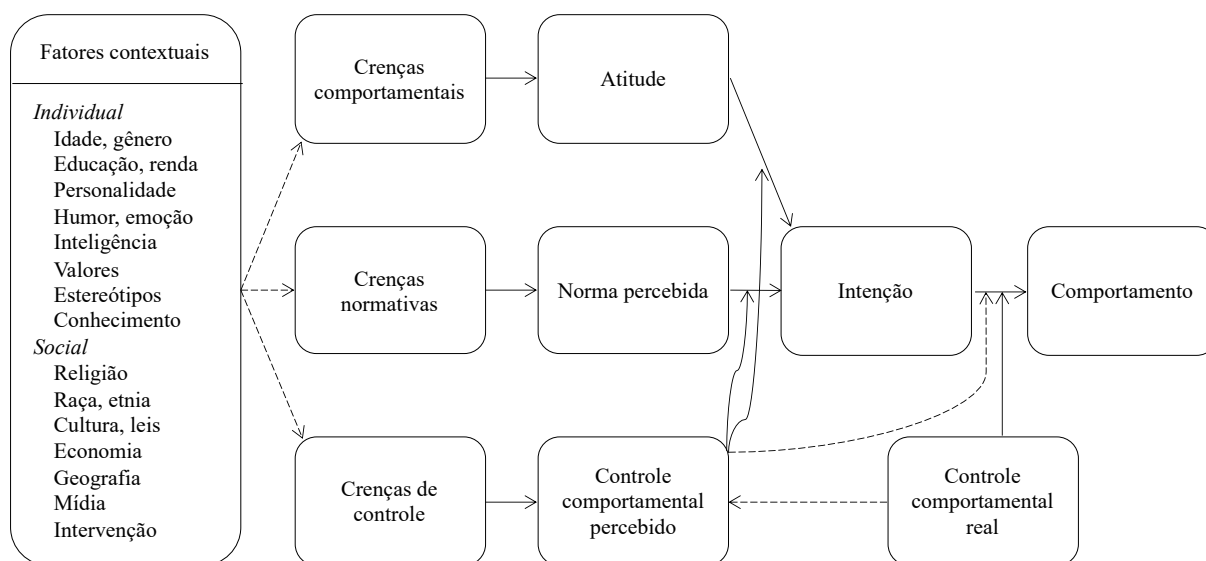 Fatores contextuais
Individual
Idade, gênero
Educação, renda
Personalidade
Humor, emoção
Inteligência
Valores
Estereótipos
Conhecimento
Social
Religião
Raça, etnia
Cultura, leis
Economia
Geografia
Mídia
Intervenção
Crenças
comportamentais
Atitude
Crenças
normativas
Norma percebida
Intenção
Comportamento
Crenças de
controle
Controle
comportamental
percebido
Controle
comportamental
real